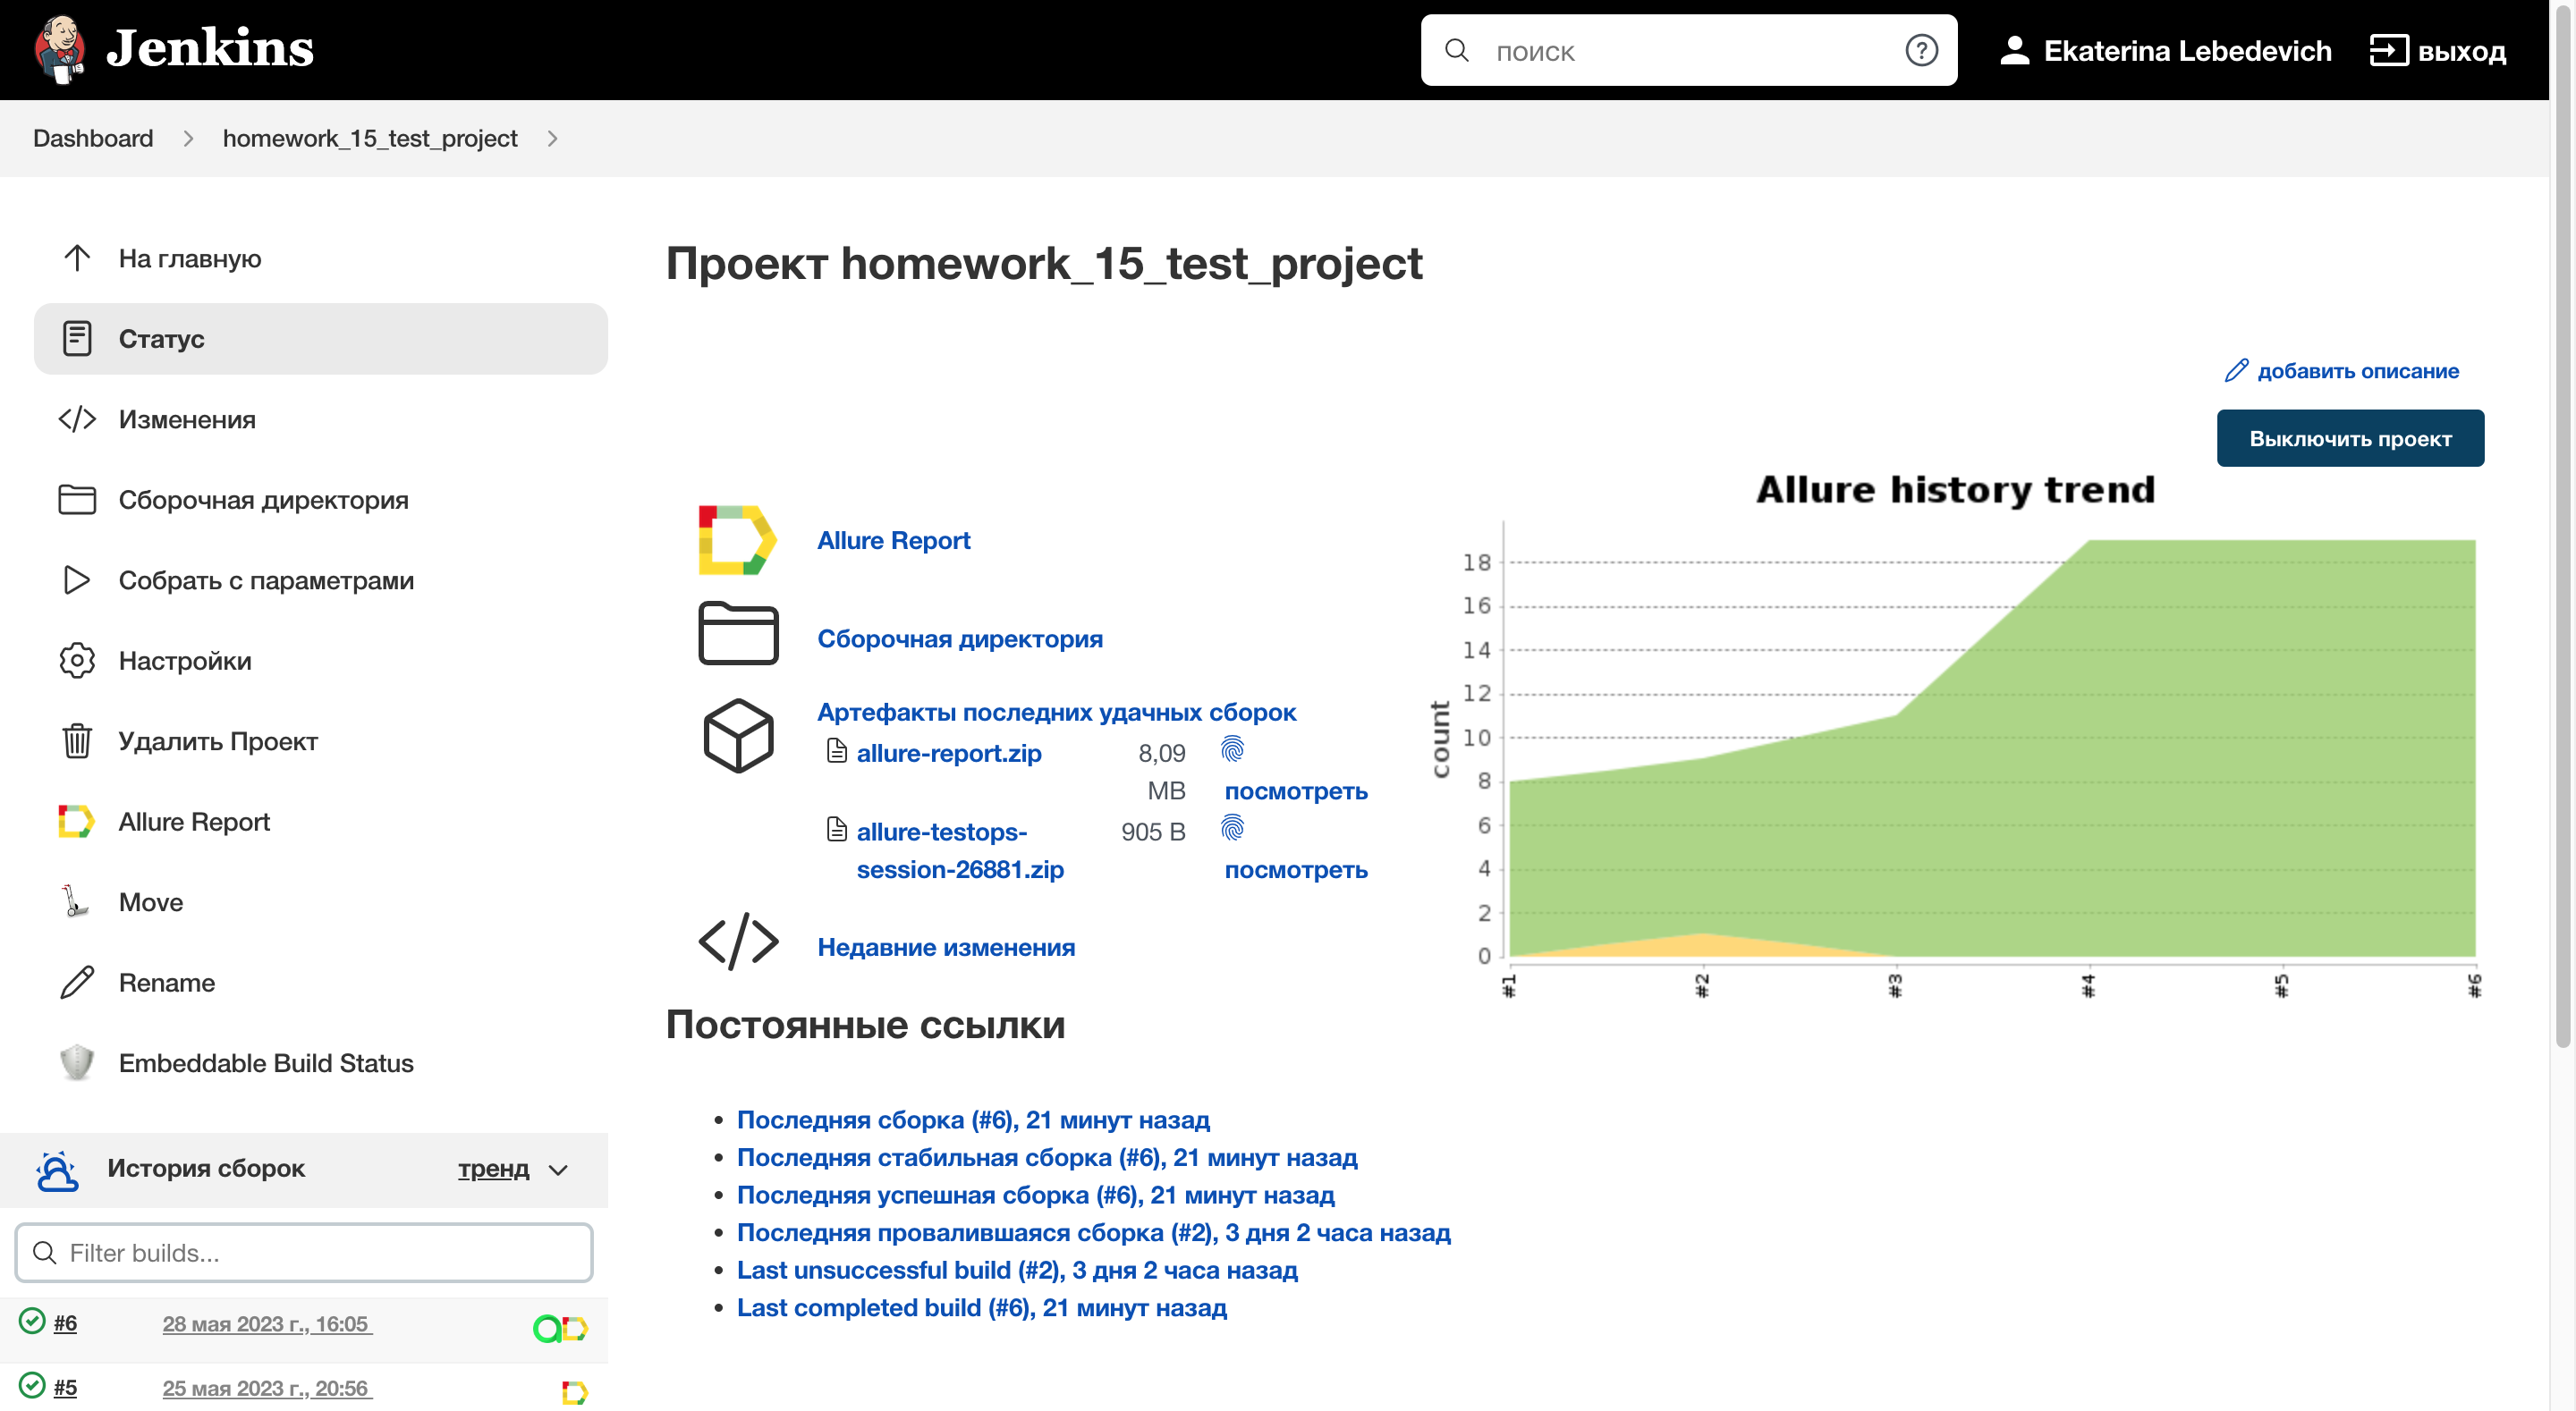 Jenkins
поиск
Ekaterina Lebedevich
выход
Dashboard
homework_15_test_project
На главную
Статус
Изменения
Сборочная директория
Собрать с параметрами
Настройки
Удалить Проект
Allure Report
Move
Rename
Embeddable Build Status
История сборок
тренд
Filter builds...
#6
28 мая 2023 г., 16:05
#5
25 мая 2023 г., 20:56
Проект homework_15_test_project
добавить описание
Выключить проект
Allure Report
Сборочная директория
Артефакты последних удачных сборок
allure-report.zip
8,09
MB
посмотреть
allure-testops-
session-26881.zip
905 B
посмотреть
Недавние изменения
Allure history trend
count
18
16
14
12
10
8
6
4
2
0
#1
#2
#3
#4
#5
#6
Постоянные ссылки
Последняя сборка (#6), 21 минут назад
Последняя стабильная сборка (#6), 21 минут назад
Последняя успешная сборка (#6), 21 минут назад
Последняя провалившаяся сборка (#2), 3 дня 2 часа назад
Last unsuccessful build (#2), 3 дня 2 часа назад
Last completed build (#6), 21 минут назад